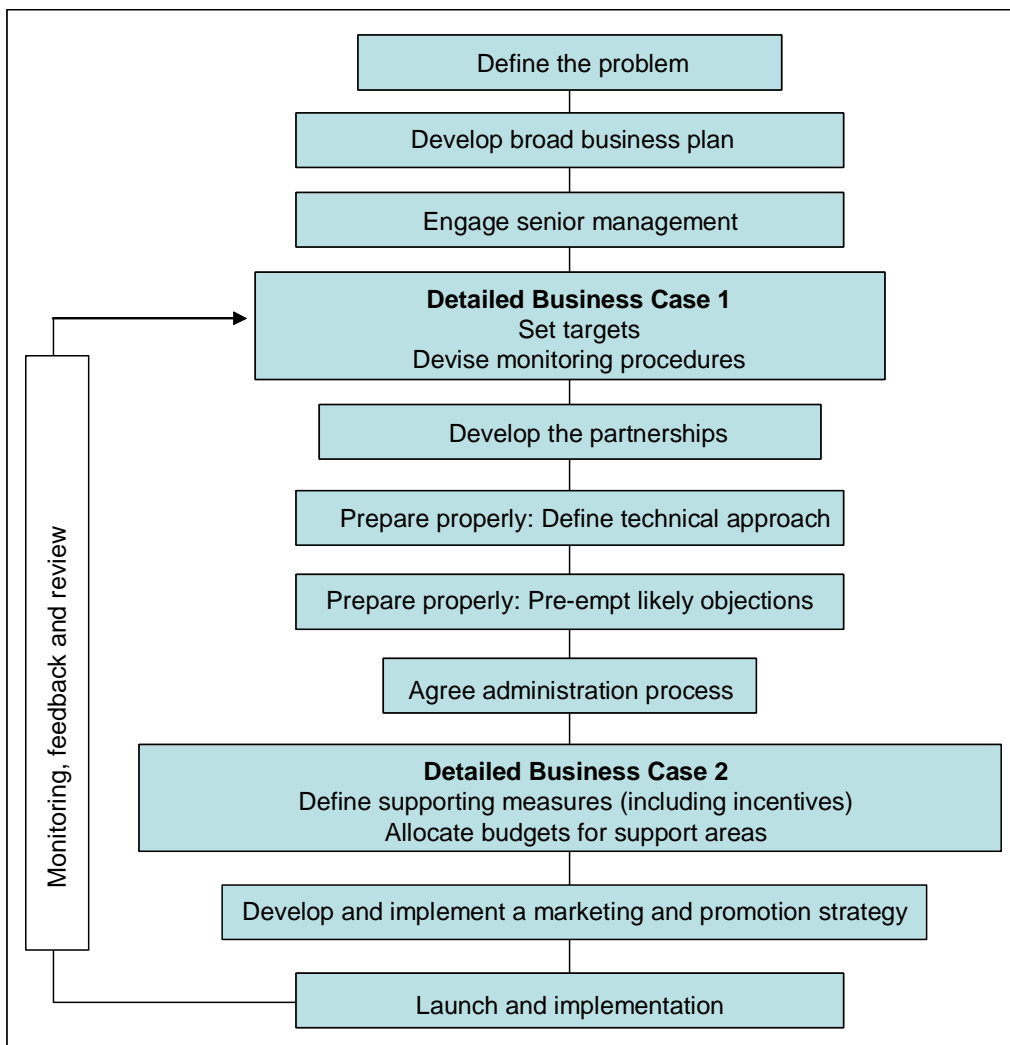 Define the problem
Develop broad business plan
Engage senior management
Detailed Business Case 1
Set targets
Devise monitoring procedures
Develop the partnerships
Prepare properly: Define technical approach
Prepare properly: Pre-empt likely objections
Agree administration process
Detailed Business Case 2
Define supporting measures (including incentives)
Allocate budgets for support areas
Develop and implement a marketing and promotion strategy
Launch and implementation
Monitoring, feedback and review